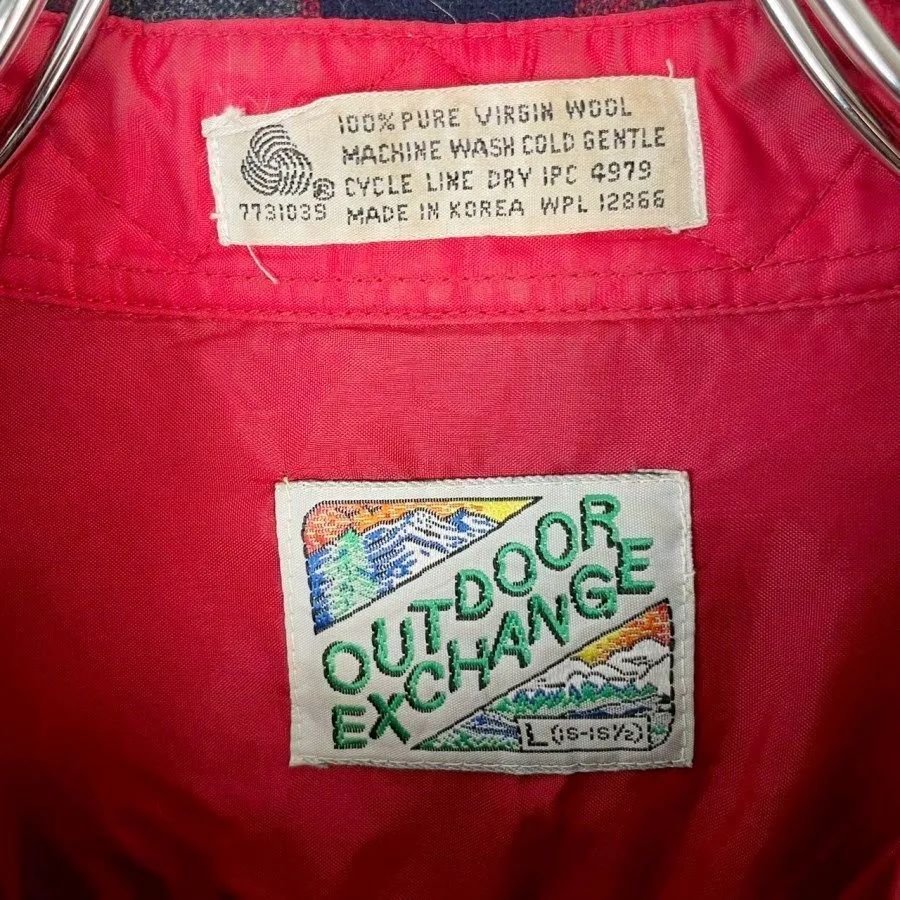 100% PURE VIRGIN WOOL
MACHINE WASH COLD GENTLE
CYCLE LINE DRY IPC 4979
7731039 MADE IN KOREA WPL 12866
OUTDOOR
EXCHANGE
L (15-15½)